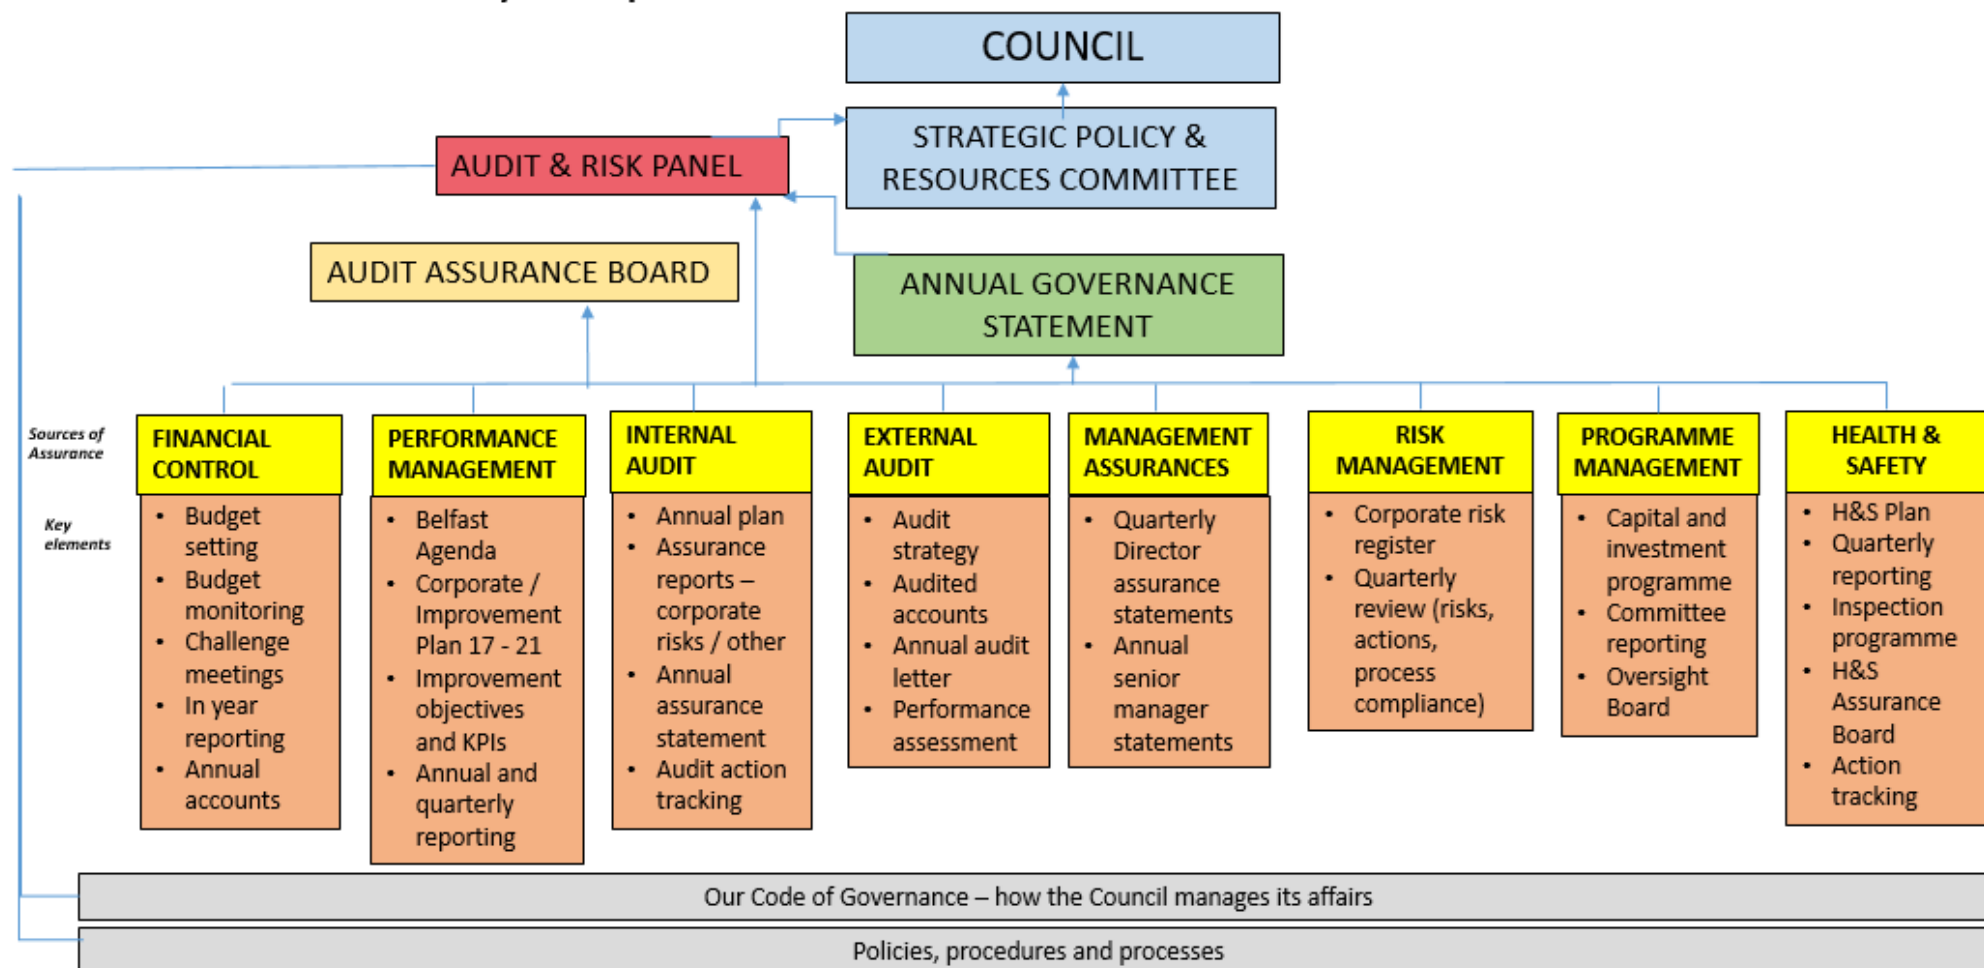 COUNCIL
STRATEGIC POLICY &
RESOURCES COMMITTEE
AUDIT & RISK PANEL
AUDIT ASSURANCE BOARD
ANNUAL GOVERNANCE
STATEMENT
Sources of
Assurance
Key
elements
FINANCIAL
CONTROL
• Budget
setting
• Budget
monitoring
• Challenge
meetings
• In year
reporting
• Annual
accounts
PERFORMANCE
MANAGEMENT
• Belfast
Agenda
• Corporate /
Improvement
Plan 17 - 21
• Improvement
objectives
and KPIs
• Annual and
quarterly
reporting
INTERNAL
AUDIT
• Annual plan
• Assurance
reports –
corporate
risks / other
• Annual
assurance
statement
• Audit action
tracking
EXTERNAL
AUDIT
• Audit
strategy
• Audited
accounts
• Annual audit
letter
• Performance
assessment
MANAGEMENT
ASSURANCES
• Quarterly
Director
assurance
statements
• Annual
senior
manager
statements
RISK
MANAGEMENT
• Corporate risk
register
• Quarterly
review (risks,
actions,
process
compliance)
PROGRAMME
MANAGEMENT
• Capital and
investment
programme
• Committee
reporting
• Oversight
Board
HEALTH &
SAFETY
• H&S Plan
• Quarterly
reporting
• Inspection
programme
• H&S
Assurance
Board
• Action
tracking
Our Code of Governance – how the Council manages its affairs
Policies, procedures and processes